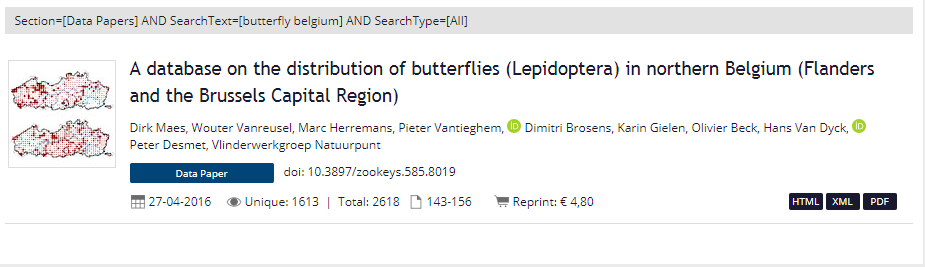 Section=[Data Papers] AND SearchText=[butterfly belgium] AND SearchType=[All]
A database on the distribution of butterflies (Lepidoptera) in northern Belgium (Flanders
and the Brussels Capital Region)
Dirk Maes, Wouter Vanreusel, Marc Herremans, Pieter Vantieghem, iD Dimitri Brosens, Karin Gielen, Olivier Beck, Hans Van Dyck, iD
Peter Desmet, Vlinderwerkgroep Natuurpunt
Data Paper doi: 10.3897/zookeys.585.8019
27-04-2016 Unique: 1613 | Total: 2618 143-156 Reprint: € 4,80 HTML XML PDF